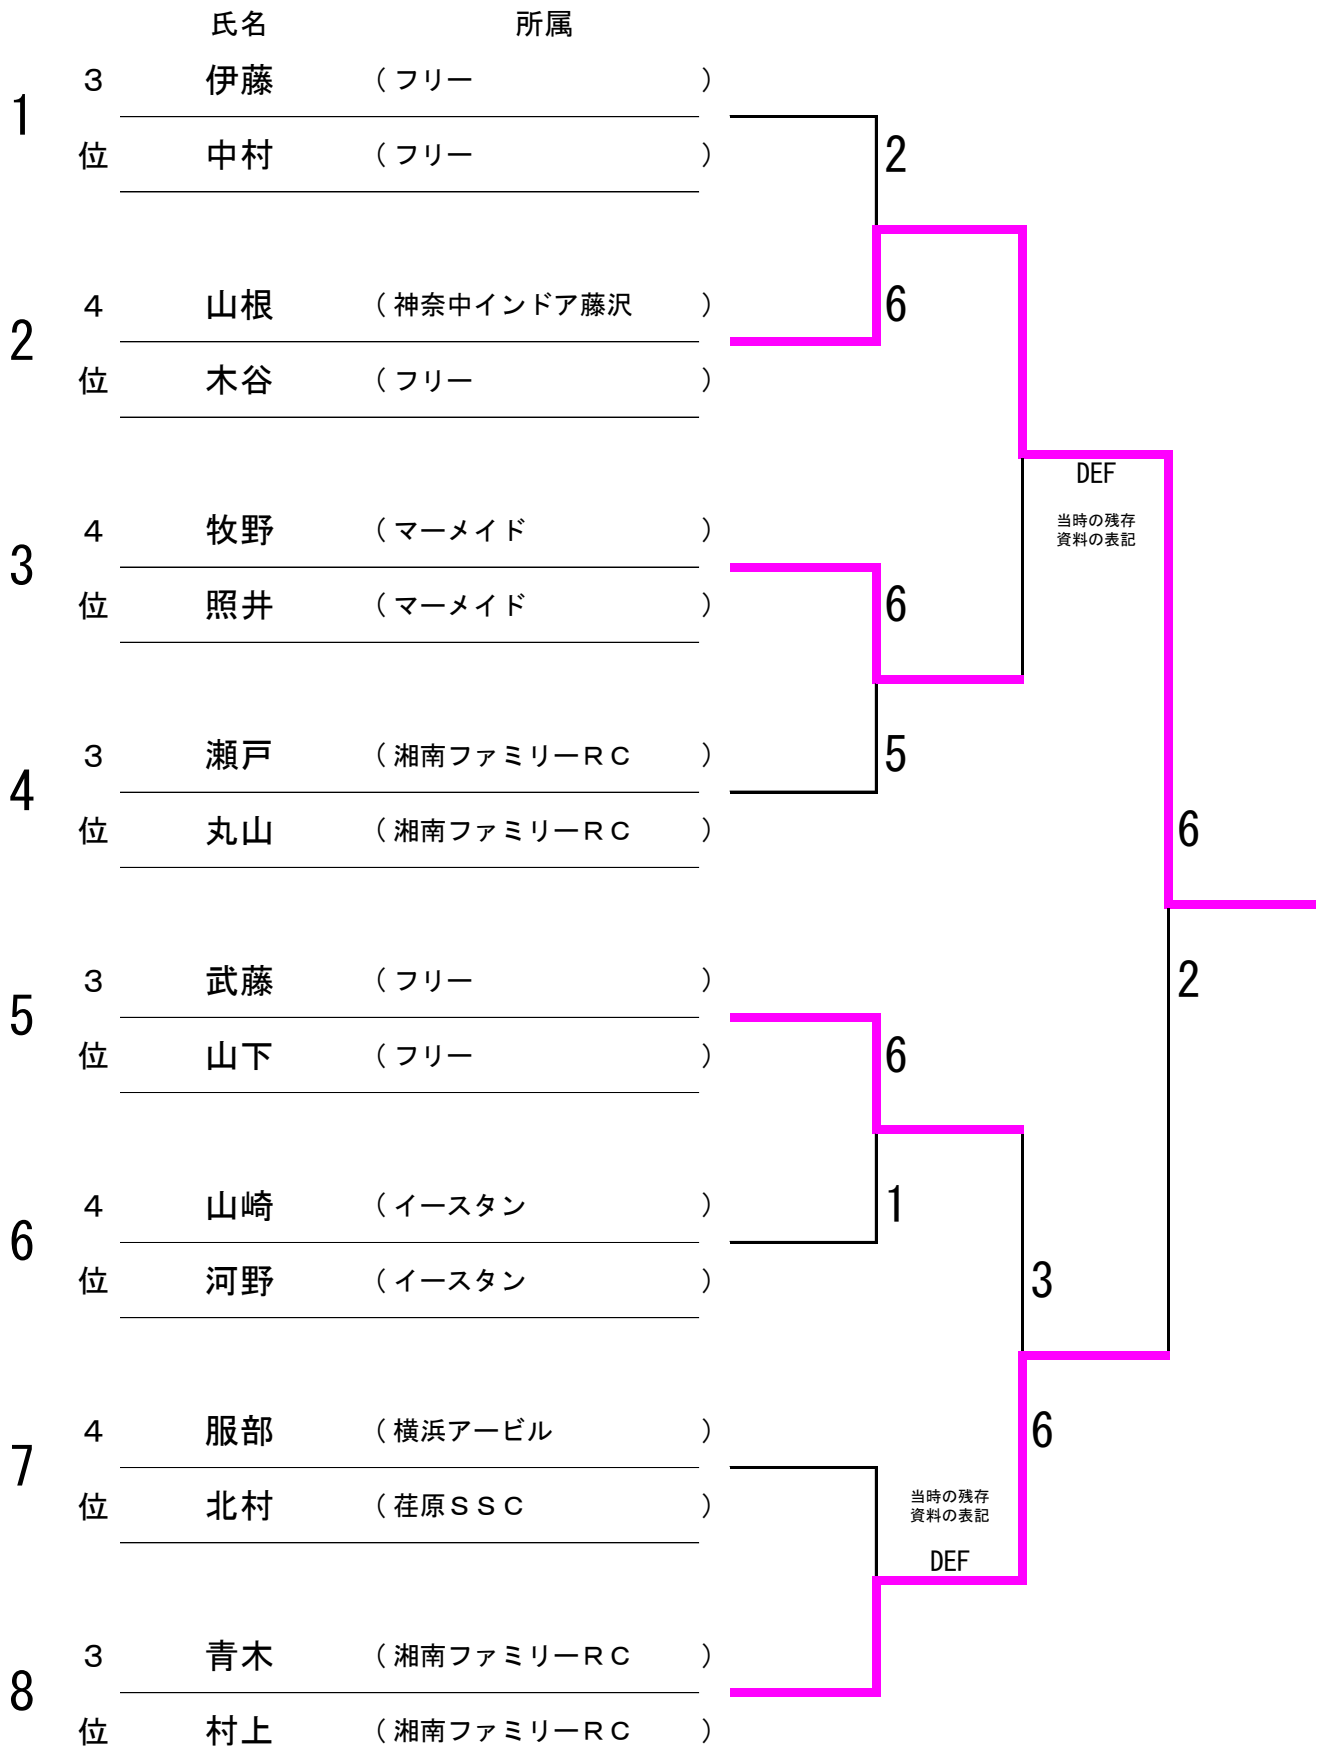 氏名 所属
3 伊藤 （ フリー ）
1
位 中村 （ フリー ）
2
4 山根 （ 神奈中インドア藤沢 ）
6
2
位 木谷 （ フリー ）
DEF
当時の残存
資料の表記
4 牧野 （ マーメイド ）
3
位 照井 （ マーメイド ）
6
3 瀬戸 （ 湘南ファミリーＲＣ ）
5
4
位 丸山 （ 湘南ファミリーＲＣ ）
6
3 武藤 （ フリー ）
2
5
位 山下 （ フリー ）
6
4 山崎 （ イースタン ）
1
6
位 河野 （ イースタン ）
3
4 服部 （ 横浜アービル ）
6
7
位 北村 （ 荏原ＳＳＣ ）
当時の残存
資料の表記
DEF
3 青木 （ 湘南ファミリーＲＣ ）
8
位 村上 （ 湘南ファミリーＲＣ ）